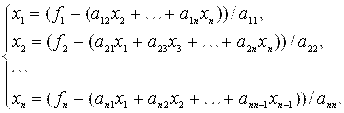 x₁ = (f₁ − (a₁₂x₂ + … + a₁ₙxₙ))/a₁₁,
x₂ = (f₂ − (a₂₁x₁ + a₂₃x₃ + … + a₂ₙxₙ))/a₂₂,
…
xₙ = (fₙ − (aₙ₁x₁ + aₙ₂x₂ + … + aₙₙ₋₁xₙ₋₁))/aₙₙ.